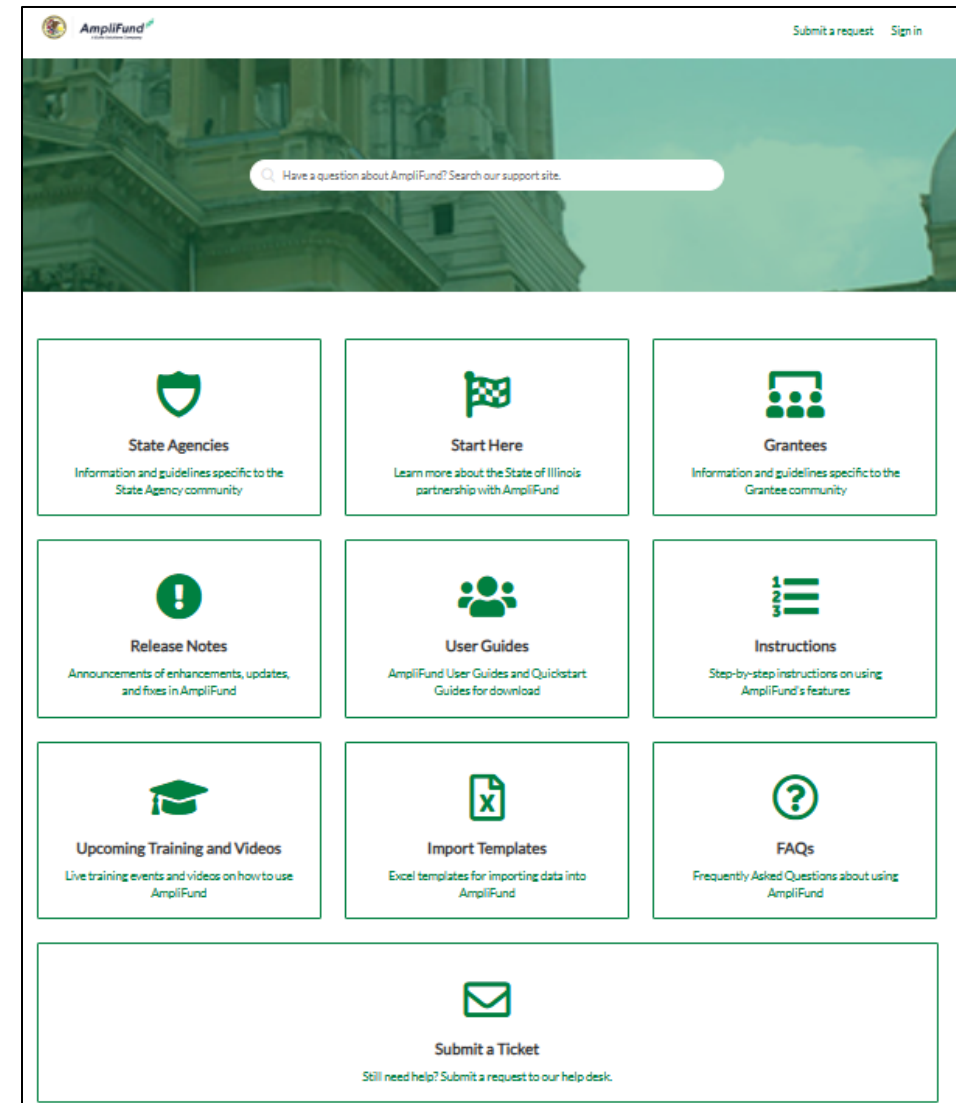 AmpliFund
Submit a request Sign in
Have a question about AmpliFund? Search our support site.
State Agencies
Information and guidelines specific to the
State Agency community
Start Here
Learn more about the State of Illinois
partnership with AmpliFund
Grantees
Information and guidelines specific to the
Grantee community
Release Notes
Announcements of enhancements, updates,
and fixes in AmpliFund
User Guides
AmpliFund User Guides and Quickstart
Guides for download
1
2
3
Instructions
Step-by-step instructions on using
AmpliFund's features
Upcoming Training and Videos
Live training events and videos on how to use
AmpliFund
X
Import Templates
Excel templates for importing data into
AmpliFund
FAQs
Frequently Asked Questions about using
AmpliFund
Submit a Ticket
Still need help? Submit a request to our help desk.